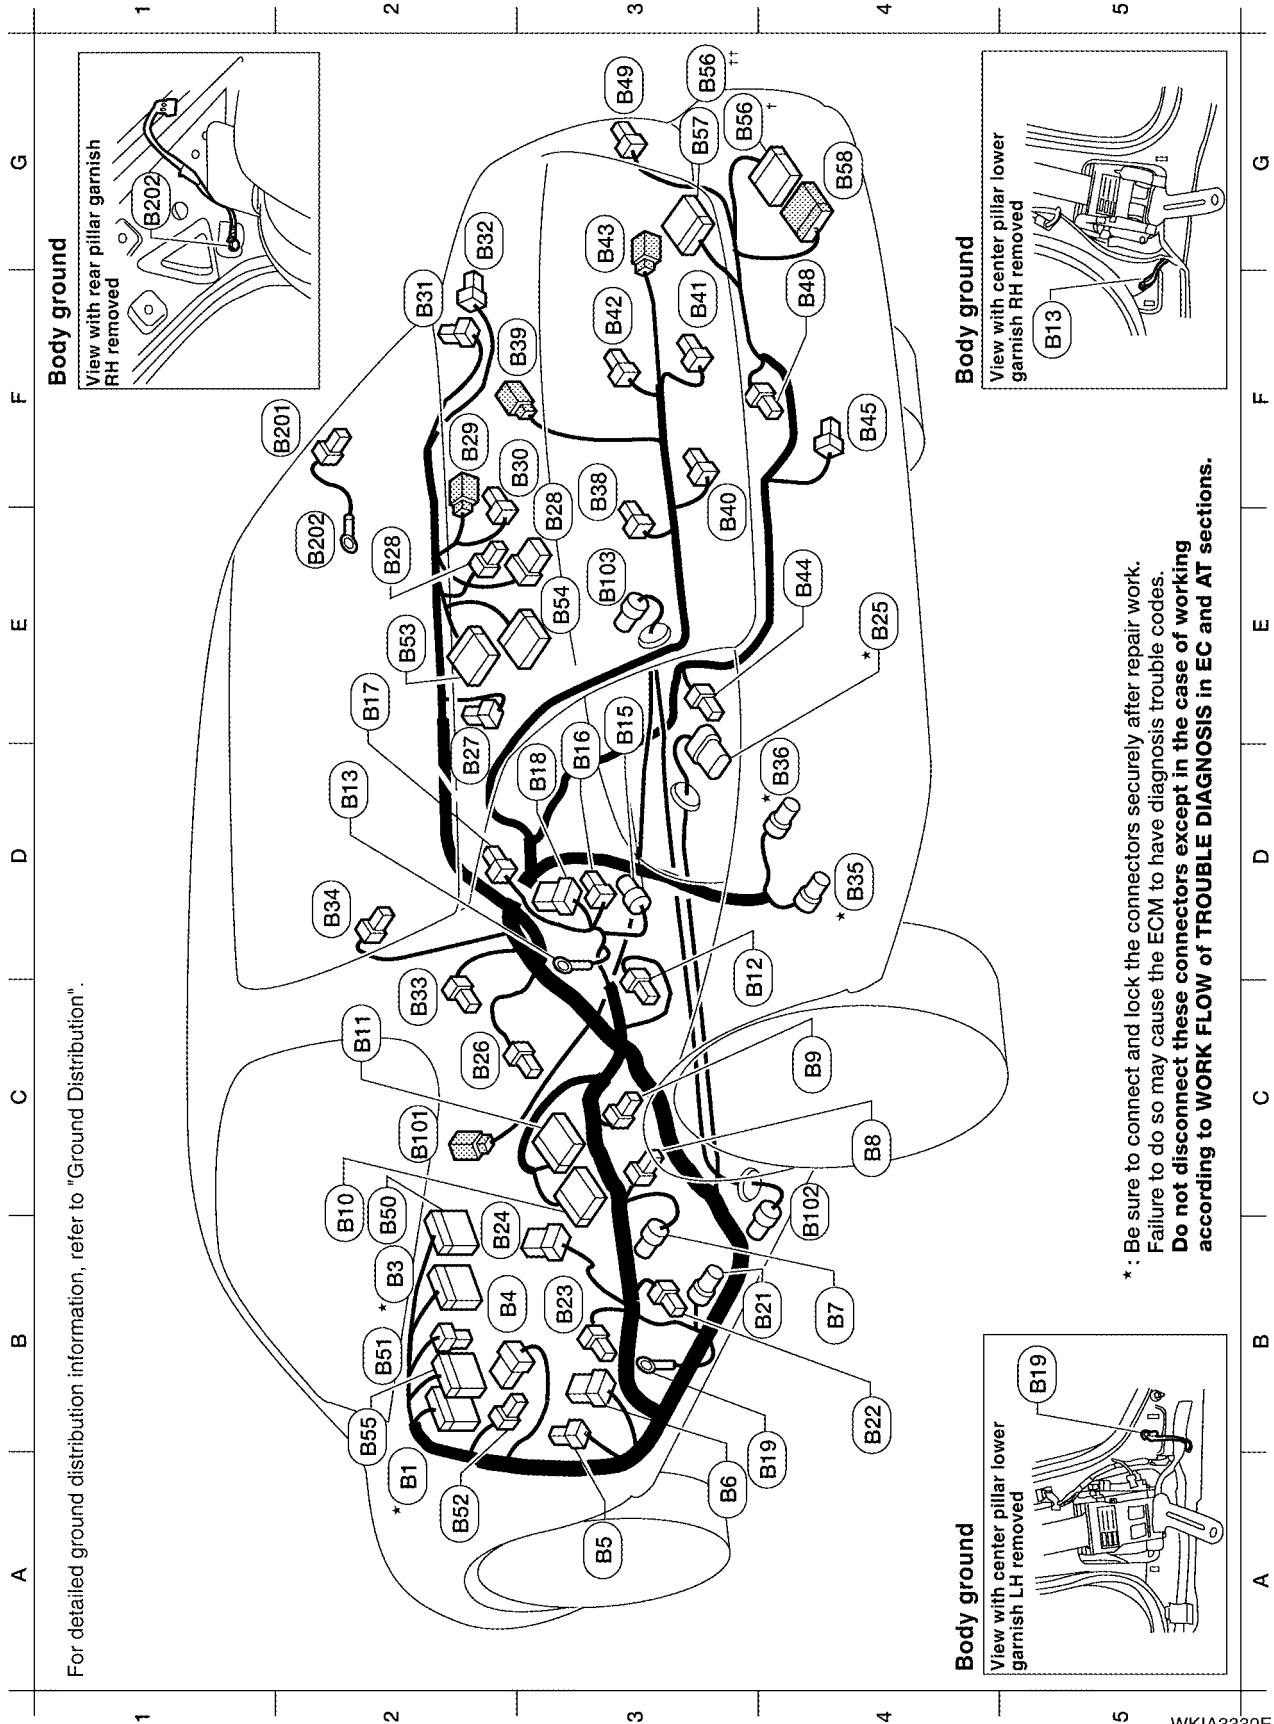 A
B
C
D
E
F
G
1
2
3
4
5
For detailed ground distribution information, refer to "Ground Distribution".
Body ground
View with rear pillar garnish
RH removed
B202
B201
B202
B34
B13
B17
B53
B28
B31
B32
B29
B30
B39
B28
B54
B27
B18
B16
B15
B103
B38
B42
B43
B49
B56
††
B57
B56
†
B58
B41
B48
B40
B45
B44
★
B25
★
B36
★
B35
B12
B33
B26
B11
B101
B10
B50
★
B3
B24
B4
B23
B51
B55
★
B1
B52
B5
B6
B19
B22
B21
B7
B102
B8
B9
★ : Be sure to connect and lock the connectors securely after repair work.
Failure to do so may cause the ECM to have diagnosis trouble codes.
Do not disconnect these connectors except in the case of working
according to WORK FLOW of TROUBLE DIAGNOSIS in EC and AT sections.
Body ground
View with center pillar lower
garnish LH removed
B19
Body ground
View with center pillar lower
garnish RH removed
B13
A
B
C
D
E
F
G
1
2
3
4
5